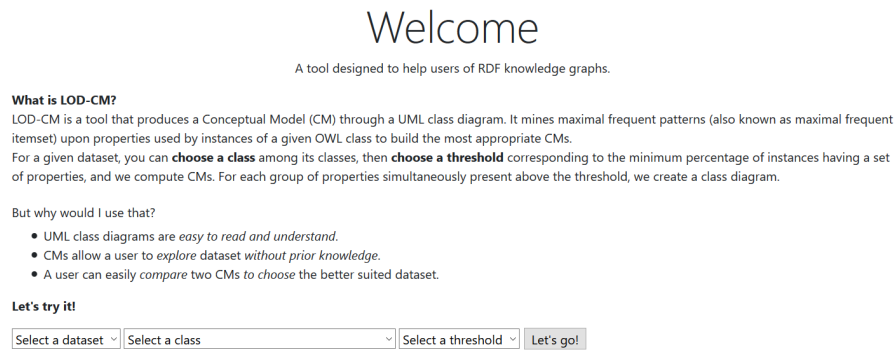 Welcome
A tool designed to help users of RDF knowledge graphs.
What is LOD-CM?
LOD-CM is a tool that produces a Conceptual Model (CM) through a UML class diagram. It mines maximal frequent patterns (also known as maximal frequent
itemset) upon properties used by instances of a given OWL class to build the most appropriate CMs.
For a given dataset, you can choose a class among its classes, then choose a threshold corresponding to the minimum percentage of instances having a set
of properties, and we compute CMs. For each group of properties simultaneously present above the threshold, we create a class diagram.
But why would I use that?
• UML class diagrams are easy to read and understand.
• CMs allow a user to explore dataset without prior knowledge.
• A user can easily compare two CMs to choose the better suited dataset.
Let's try it!
Select a dataset Select a class Select a threshold Let's go!